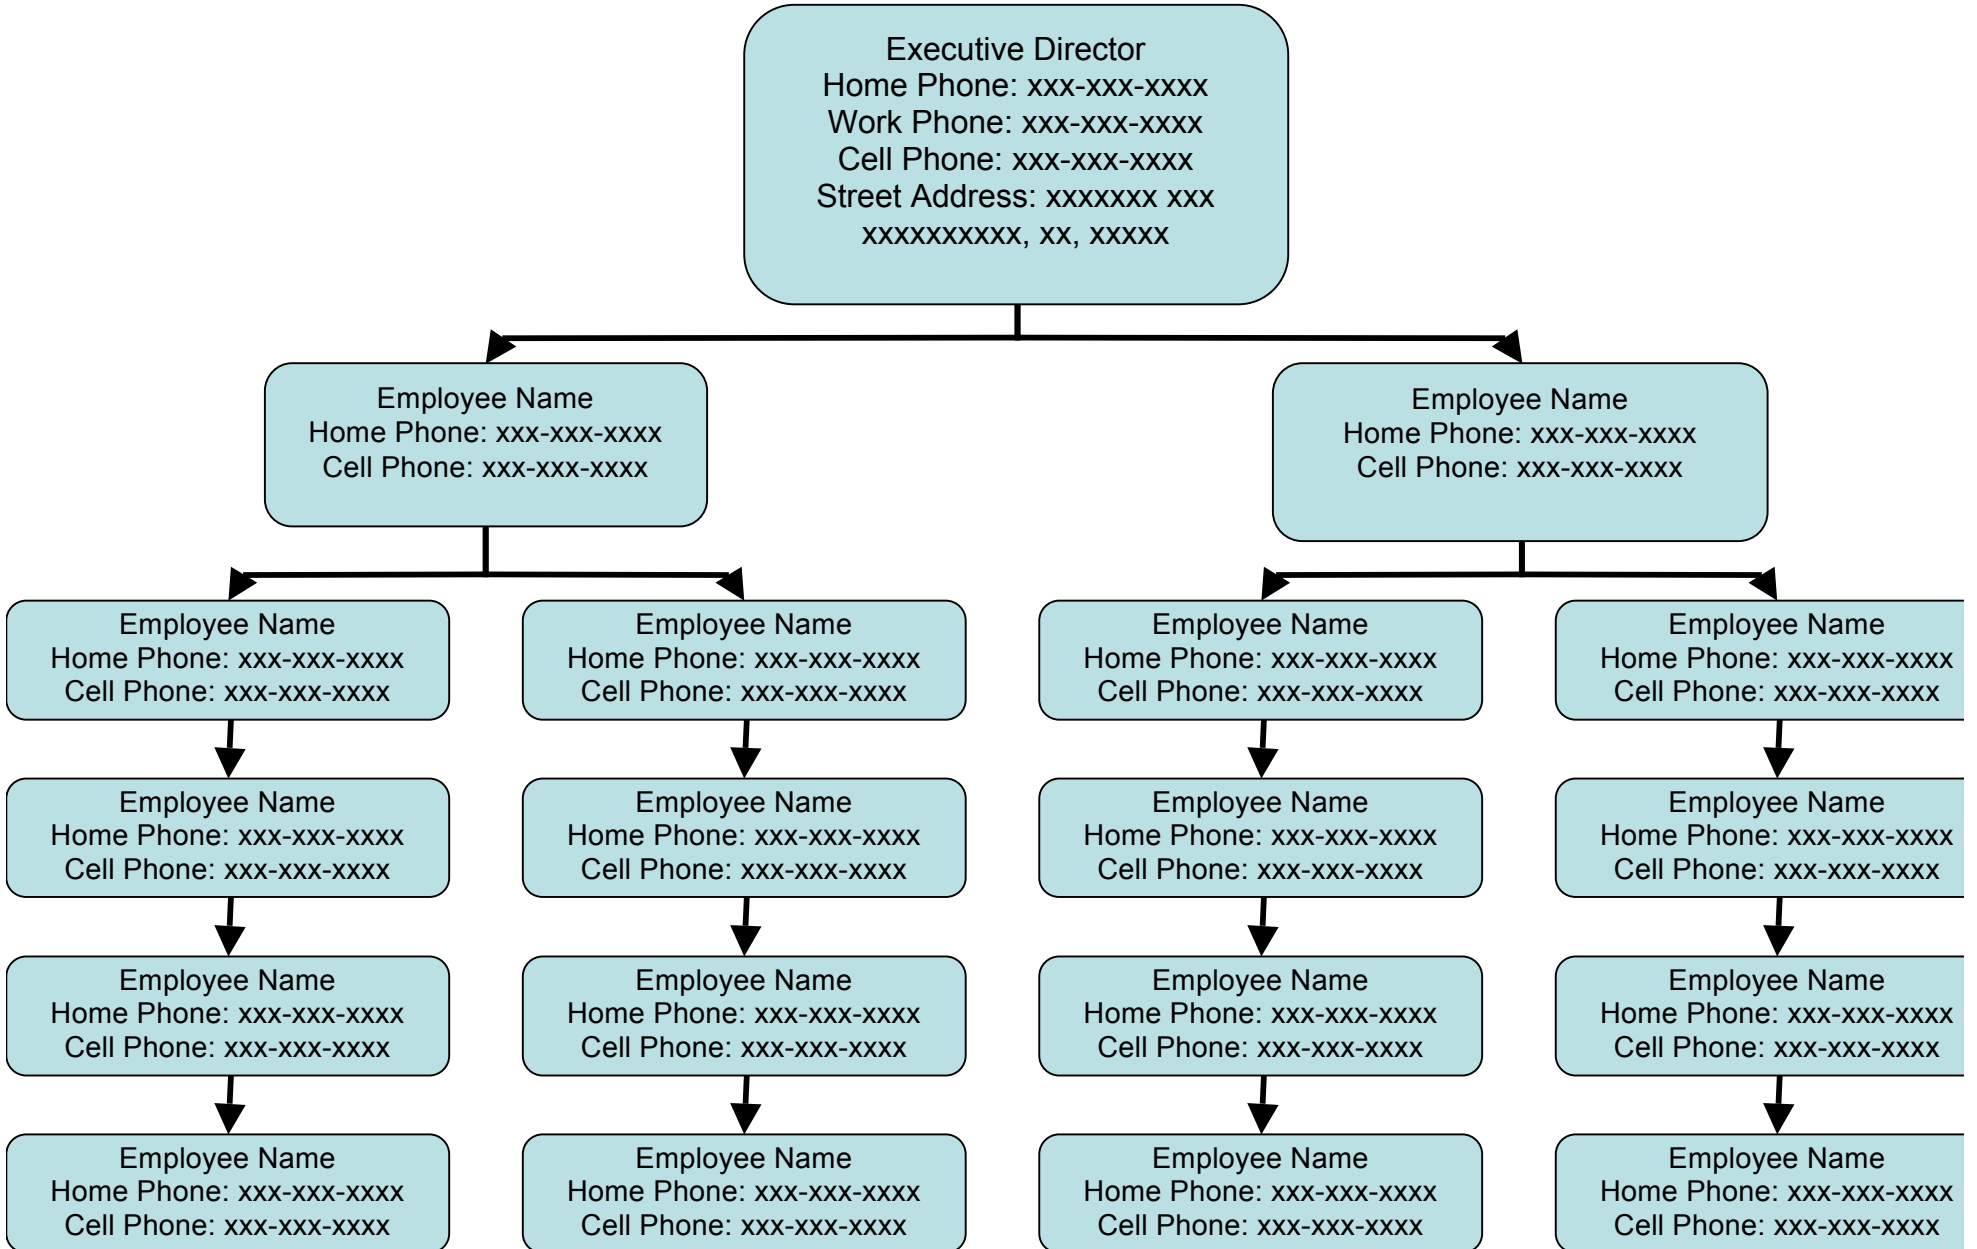 Executive Director
Home Phone: xxx-xxx-xxxx
Work Phone: xxx-xxx-xxxx
Cell Phone: xxx-xxx-xxxx
Street Address: xxxxxxx xxx
xxxxxxxxxx, xx, xxxxx
Employee Name
Home Phone: xxx-xxx-xxxx
Cell Phone: xxx-xxx-xxxx
Employee Name
Home Phone: xxx-xxx-xxxx
Cell Phone: xxx-xxx-xxxx
Employee Name
Home Phone: xxx-xxx-xxxx
Cell Phone: xxx-xxx-xxxx
Employee Name
Home Phone: xxx-xxx-xxxx
Cell Phone: xxx-xxx-xxxx
Employee Name
Home Phone: xxx-xxx-xxxx
Cell Phone: xxx-xxx-xxxx
Employee Name
Home Phone: xxx-xxx-xxxx
Cell Phone: xxx-xxx-xxxx
Employee Name
Home Phone: xxx-xxx-xxxx
Cell Phone: xxx-xxx-xxxx
Employee Name
Home Phone: xxx-xxx-xxxx
Cell Phone: xxx-xxx-xxxx
Employee Name
Home Phone: xxx-xxx-xxxx
Cell Phone: xxx-xxx-xxxx
Employee Name
Home Phone: xxx-xxx-xxxx
Cell Phone: xxx-xxx-xxxx
Employee Name
Home Phone: xxx-xxx-xxxx
Cell Phone: xxx-xxx-xxxx
Employee Name
Home Phone: xxx-xxx-xxxx
Cell Phone: xxx-xxx-xxxx
Employee Name
Home Phone: xxx-xxx-xxxx
Cell Phone: xxx-xxx-xxxx
Employee Name
Home Phone: xxx-xxx-xxxx
Cell Phone: xxx-xxx-xxxx
Employee Name
Home Phone: xxx-xxx-xxxx
Cell Phone: xxx-xxx-xxxx
Employee Name
Home Phone: xxx-xxx-xxxx
Cell Phone: xxx-xxx-xxxx
Employee Name
Home Phone: xxx-xxx-xxxx
Cell Phone: xxx-xxx-xxxx
Employee Name
Home Phone: xxx-xxx-xxxx
Cell Phone: xxx-xxx-xxxx